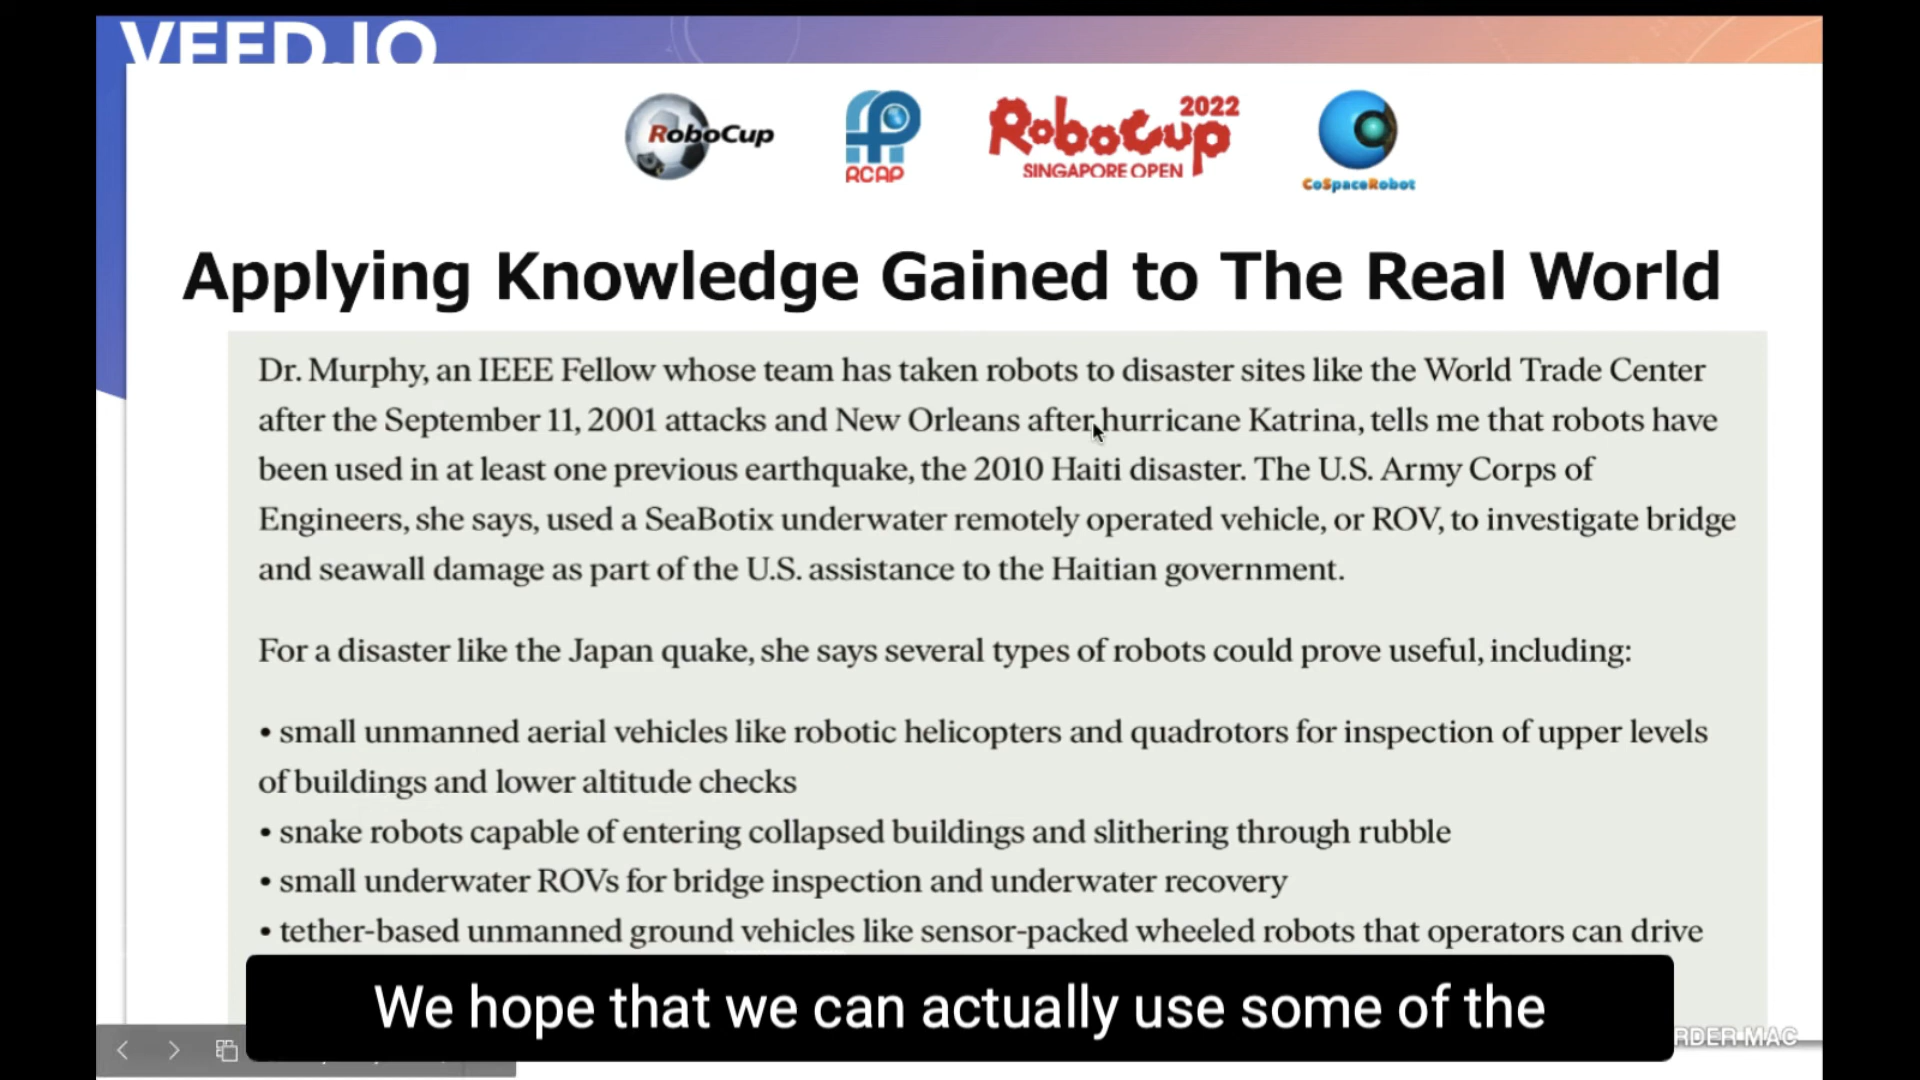 VEED.IO
RoboCup
RCAP
RoboCup 2022
SINGAPORE OPEN
CoSpaceRobot
Applying Knowledge Gained to The Real World
Dr. Murphy, an IEEE Fellow whose team has taken robots to disaster sites like the World Trade Center
after the September 11, 2001 attacks and New Orleans after hurricane Katrina, tells me that robots have
been used in at least one previous earthquake, the 2010 Haiti disaster. The U.S. Army Corps of
Engineers, she says, used a SeaBotix underwater remotely operated vehicle, or ROV, to investigate bridge
and seawall damage as part of the U.S. assistance to the Haitian government.
For a disaster like the Japan quake, she says several types of robots could prove useful, including:
• small unmanned aerial vehicles like robotic helicopters and quadrotors for inspection of upper levels
of buildings and lower altitude checks
• snake robots capable of entering collapsed buildings and slithering through rubble
• small underwater ROVs for bridge inspection and underwater recovery
• tether-based unmanned ground vehicles like sensor-packed wheeled robots that operators can drive
We hope that we can actually use some of the
RDER MAC